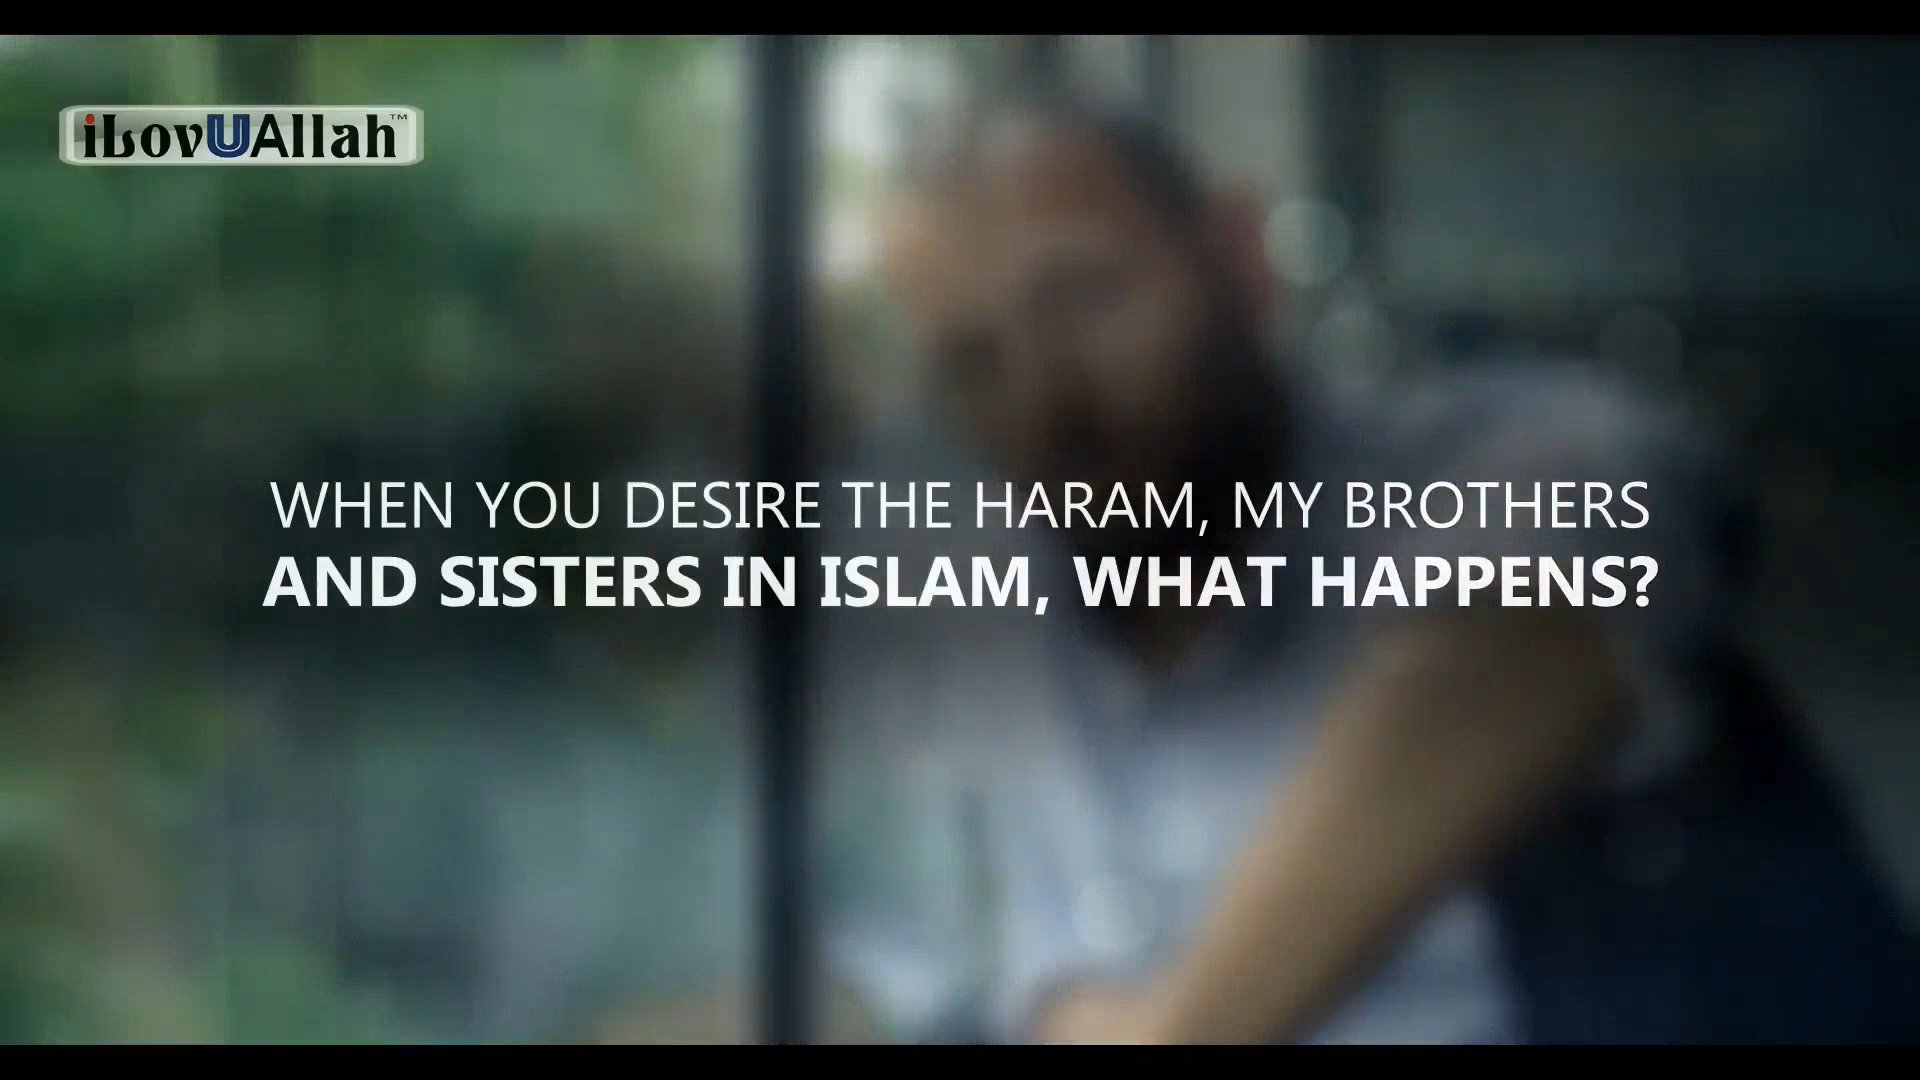 iLovUAllah™
WHEN YOU DESIRE THE HARAM, MY BROTHERS
AND SISTERS IN ISLAM, WHAT HAPPENS?